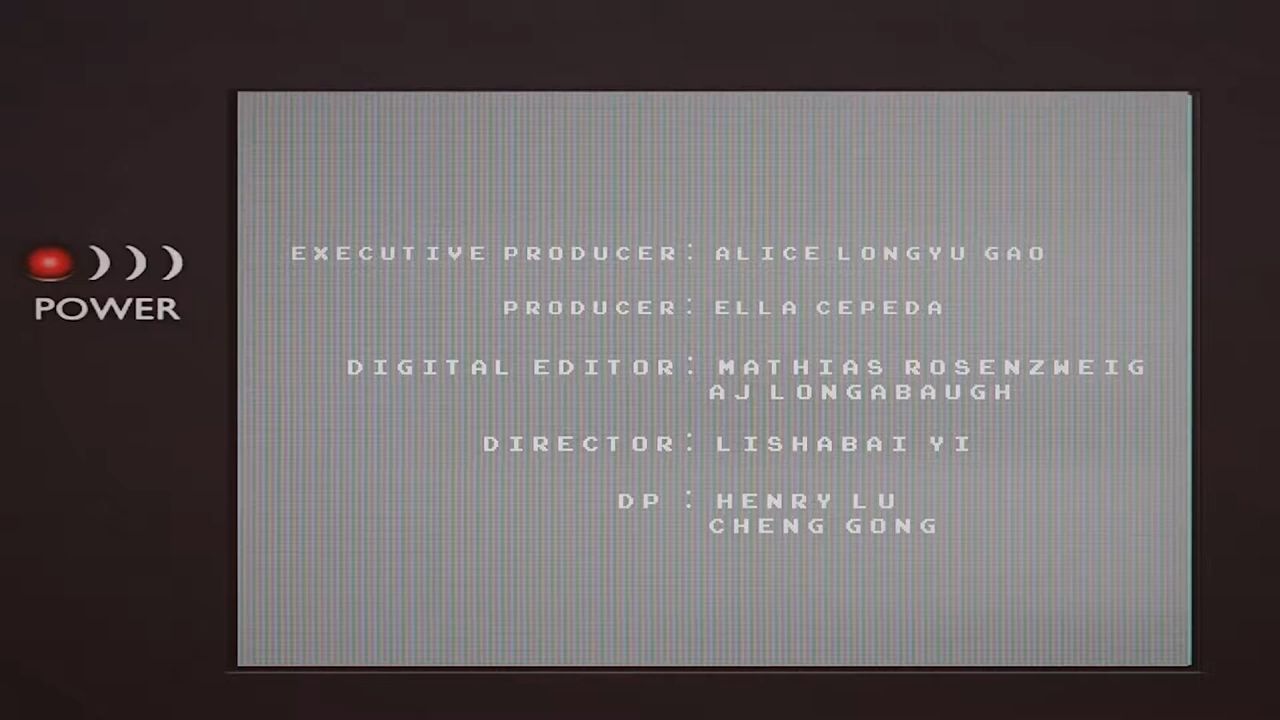 EXECUTIVE PRODUCER: ALICE LONGYU GAO
POWER
PRODUCER: ELLA CEPEDA
DIGITAL EDITOR: MATHIAS ROSENZWEIG
AJ LONGABAUGH
DIRECTOR: LISHABAI YI
DP : HENRY LU
CHENG GONG